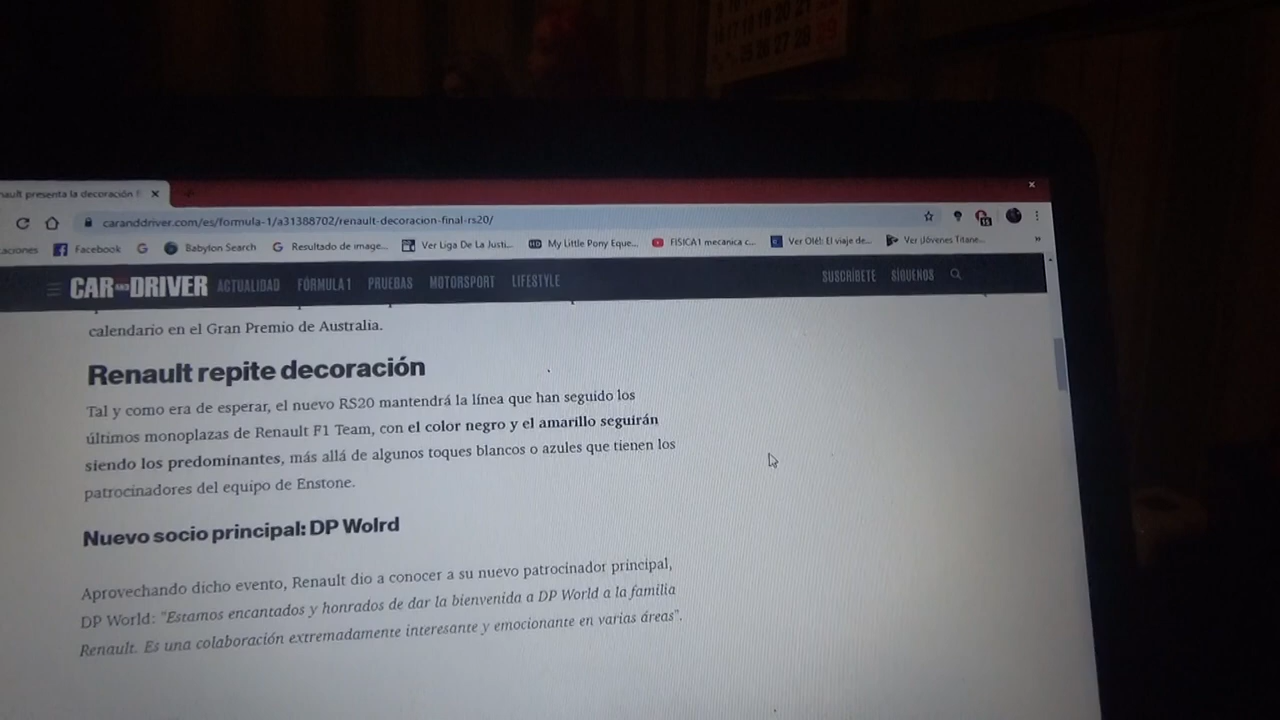 nault presenta la decoración f
caranddriver.com/es/formula-1/a31388702/renault-decoracion-final-rs20/
15
aciones Facebook Babylon Search Resultado de image... Ver Liga De La Justi... My Little Pony Eque... FISICA1 mecanica c... Ver Olé!: El viaje de... Ver ¡Jóvenes Titane... »
CAR AND DRIVER ACTUALIDAD FÓRMULA 1 PRUEBAS MOTORSPORT LIFESTYLE SUSCRÍBETE SÍGUENOS
calendario en el Gran Premio de Australia.
Renault repite decoración
Tal y como era de esperar, el nuevo RS20 mantendrá la línea que han seguido los
últimos monoplazas de Renault F1 Team, con el color negro y el amarillo seguirán
siendo los predominantes, más allá de algunos toques blancos o azules que tienen los
patrocinadores del equipo de Enstone.
Nuevo socio principal: DP Wolrd
Aprovechando dicho evento, Renault dio a conocer a su nuevo patrocinador principal,
DP World: "Estamos encantados y honrados de dar la bienvenida a DP World a la familia
Renault. Es una colaboración extremadamente interesante y emocionante en varias áreas".